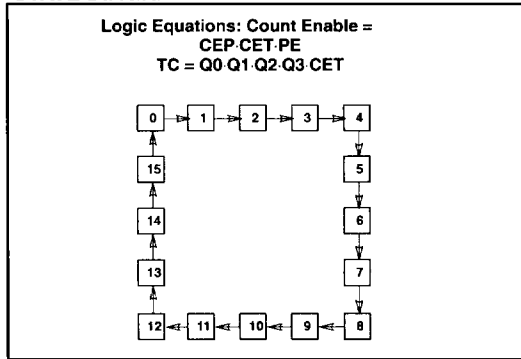 Logic Equations: Count Enable =
CEP·CET·PE
TC = Q0·Q1·Q2·Q3·CET
0 1 2 3 4
15 5
14 6
13 7
12 11 10 9 8